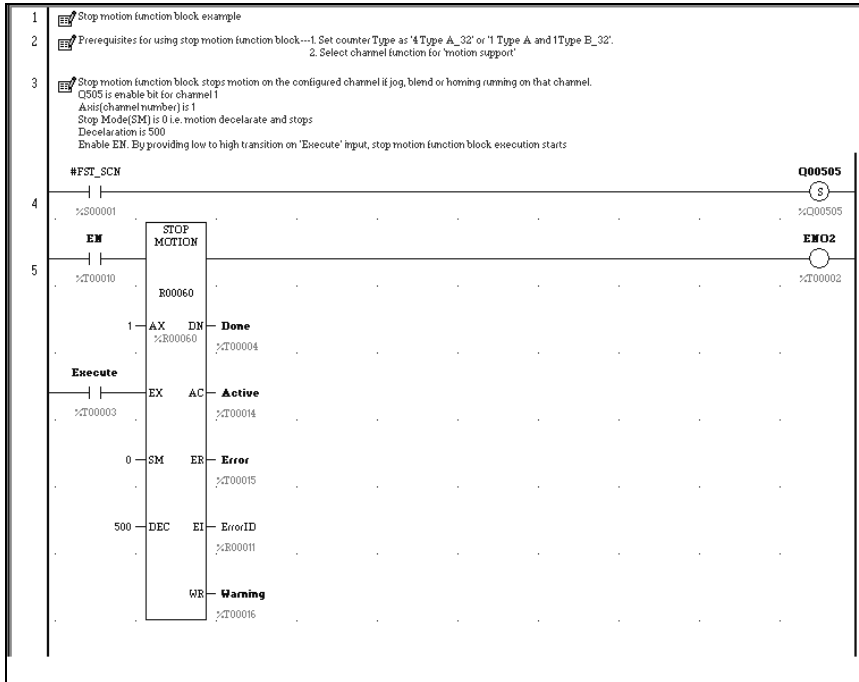 1 Stop motion function block example
2 Prerequisites for using stop motion function block---1. Set counter Type as '4 Type A_32' or '1 Type A and 1Type B_32'.
2. Select channel function for 'motion support'
3 Stop motion function block stops motion on the configured channel if jog, blend or homing running on that channel.
Q505 is enable bit for channel 1
Axis(channel number) is 1
Stop Mode(SM) is 0 i.e. motion decelarate and stops
Decelaration is 500
Enable EN. By providing low to high transition on 'Execute' input, stop motion function block execution starts
#FST_SCN Q00505
4 S
%S00001 %Q00505
STOP
MOTION
EN ENO2
5
%T00010 %T00002
R00060
1 AX DN Done
%R00060 %T00004
Execute
EX AC Active
%T00003 %T00014
0 SM ER Error
%T00015
500 DEC EI ErrorID
%R00011
WR Warning
%T00016